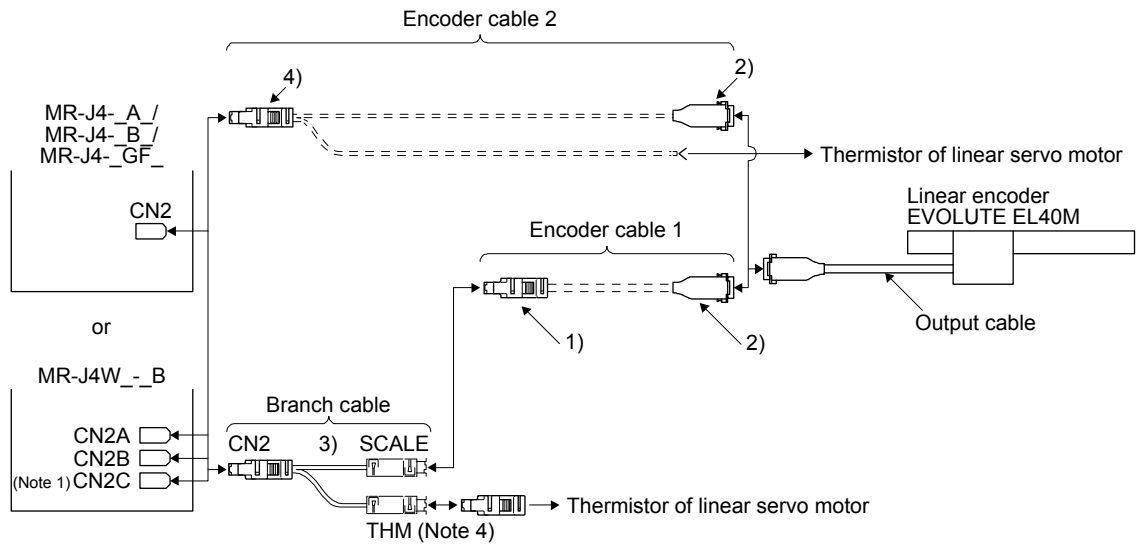 Encoder cable 2
4)
2)
MR-J4-_A_/
MR-J4-_B_/
MR-J4-_GF_
Thermistor of linear servo motor
CN2
Linear encoder
EVOLUTE EL40M
Encoder cable 1
Output cable
1)
2)
or
MR-J4W_-_B
Branch cable
CN2A
CN2B
(Note 1) CN2C
CN2
3)
SCALE
Thermistor of linear servo motor
THM (Note 4)